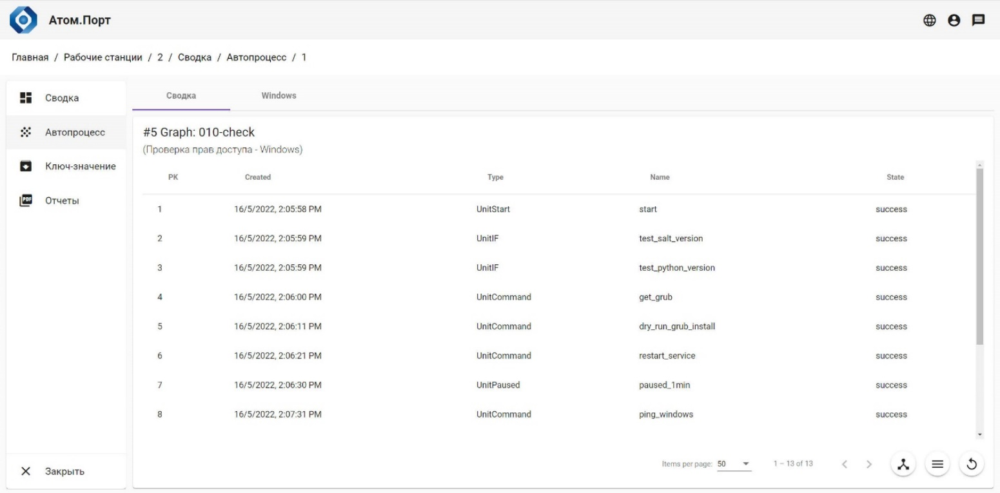 Атом.Порт
Главная / Рабочие станции / 2 / Сводка / Автопроцесс / 1
Сводка
Автопроцесс
Ключ-значение
PDF
Отчеты
Закрыть
Сводка Windows
#5 Graph: 010-check
(Проверка прав доступа - Windows)
PK Created Type Name State
1 16/5/2022, 2:05:58 PM UnitStart start success
2 16/5/2022, 2:05:59 PM UnitIF test_salt_version success
3 16/5/2022, 2:05:59 PM UnitIF test_python_version success
4 16/5/2022, 2:06:00 PM UnitCommand get_grub success
5 16/5/2022, 2:06:11 PM UnitCommand dry_run_grub_install success
6 16/5/2022, 2:06:21 PM UnitCommand restart_service success
7 16/5/2022, 2:06:30 PM UnitPaused paused_1min success
8 16/5/2022, 2:07:31 PM UnitCommand ping_windows success
Items per page: 50 1 – 13 of 13